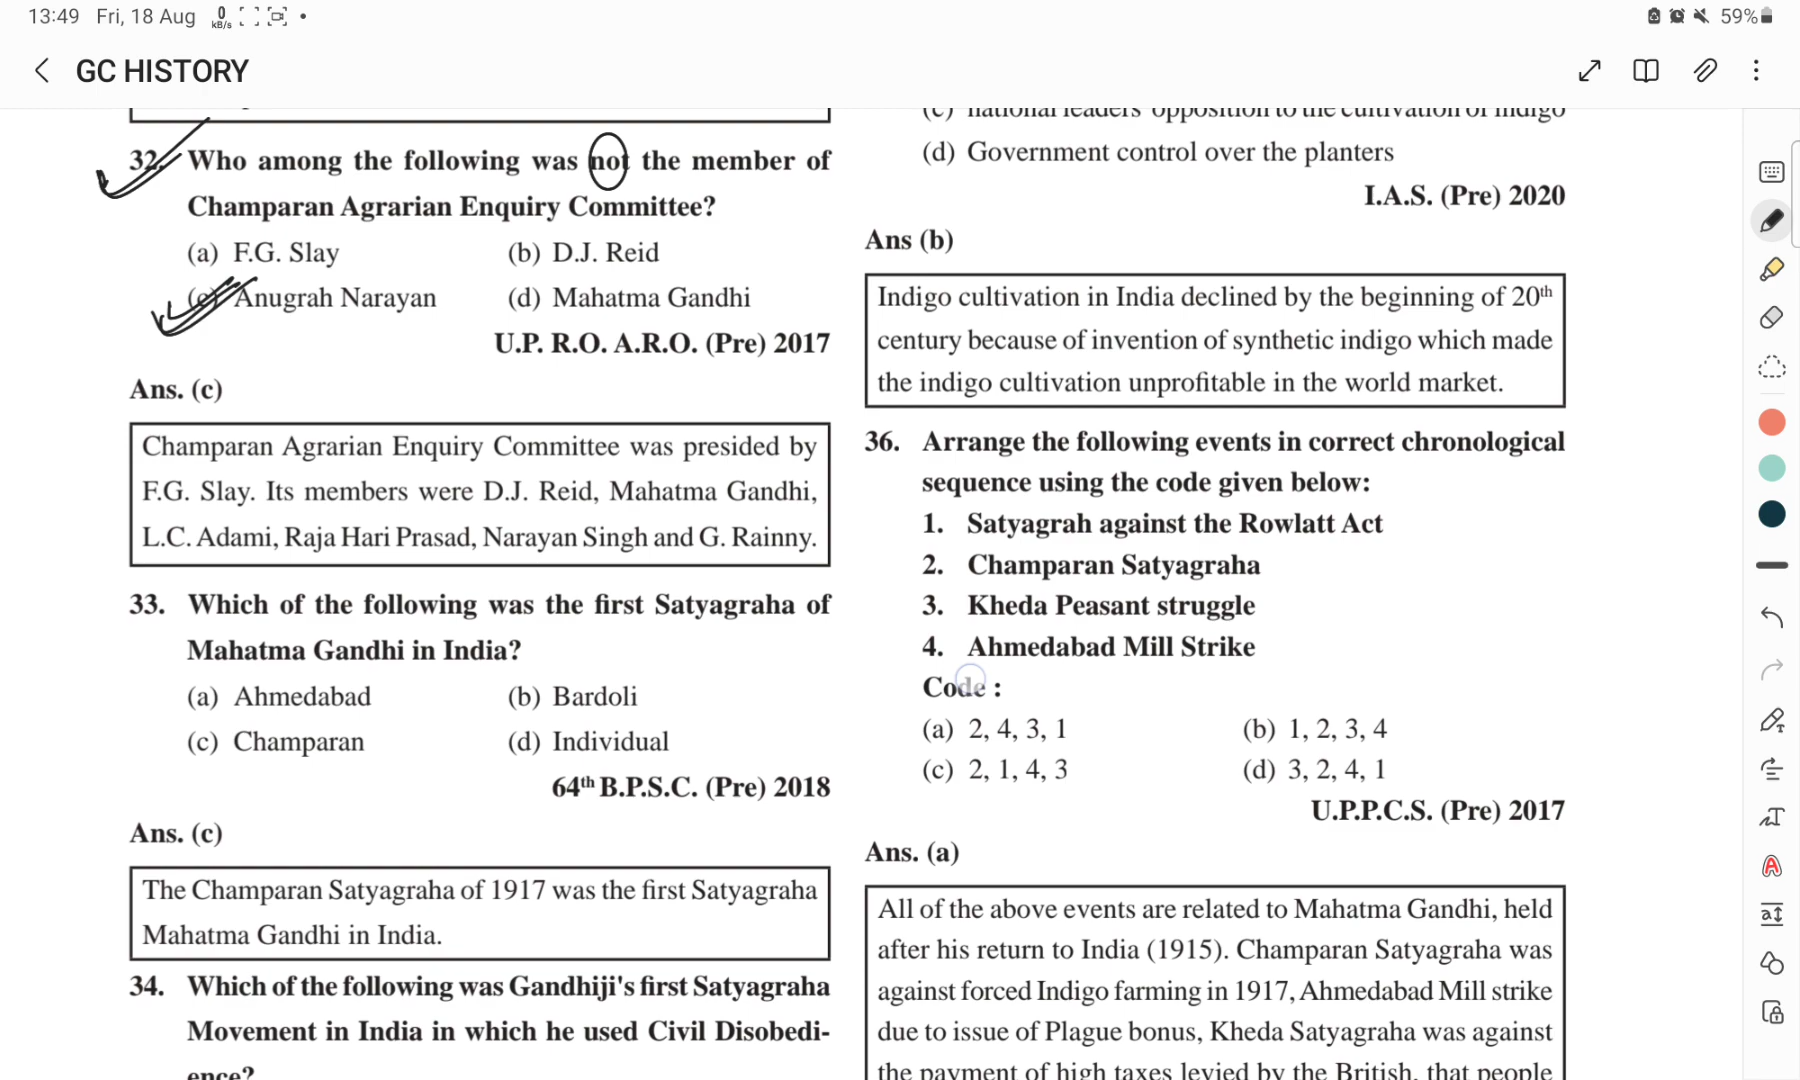 13:49 Fri, 18 Aug 0 kB/s 59%
GC HISTORY
32. Who among the following was not the member of
Champaran Agrarian Enquiry Committee?
(a) F.G. Slay (b) D.J. Reid
(c) Anugrah Narayan (d) Mahatma Gandhi
U.P. R.O. A.R.O. (Pre) 2017
Ans. (c)
Champaran Agrarian Enquiry Committee was presided by
F.G. Slay. Its members were D.J. Reid, Mahatma Gandhi,
L.C. Adami, Raja Hari Prasad, Narayan Singh and G. Rainny.
33. Which of the following was the first Satyagraha of
Mahatma Gandhi in India?
(a) Ahmedabad (b) Bardoli
(c) Champaran (d) Individual
64th B.P.S.C. (Pre) 2018
Ans. (c)
The Champaran Satyagraha of 1917 was the first Satyagraha
Mahatma Gandhi in India.
34. Which of the following was Gandhiji's first Satyagraha
Movement in India in which he used Civil Disobedi-
ence?
(c) national leaders' opposition to the cultivation of indigo
(d) Government control over the planters
I.A.S. (Pre) 2020
Ans (b)
Indigo cultivation in India declined by the beginning of 20th
century because of invention of synthetic indigo which made
the indigo cultivation unprofitable in the world market.
36. Arrange the following events in correct chronological
sequence using the code given below:
1. Satyagrah against the Rowlatt Act
2. Champaran Satyagraha
3. Kheda Peasant struggle
4. Ahmedabad Mill Strike
Code :
(a) 2, 4, 3, 1 (b) 1, 2, 3, 4
(c) 2, 1, 4, 3 (d) 3, 2, 4, 1
U.P.P.C.S. (Pre) 2017
Ans. (a)
All of the above events are related to Mahatma Gandhi, held
after his return to India (1915). Champaran Satyagraha was
against forced Indigo farming in 1917, Ahmedabad Mill strike
due to issue of Plague bonus, Kheda Satyagraha was against
the payment of high taxes levied by the British, that people